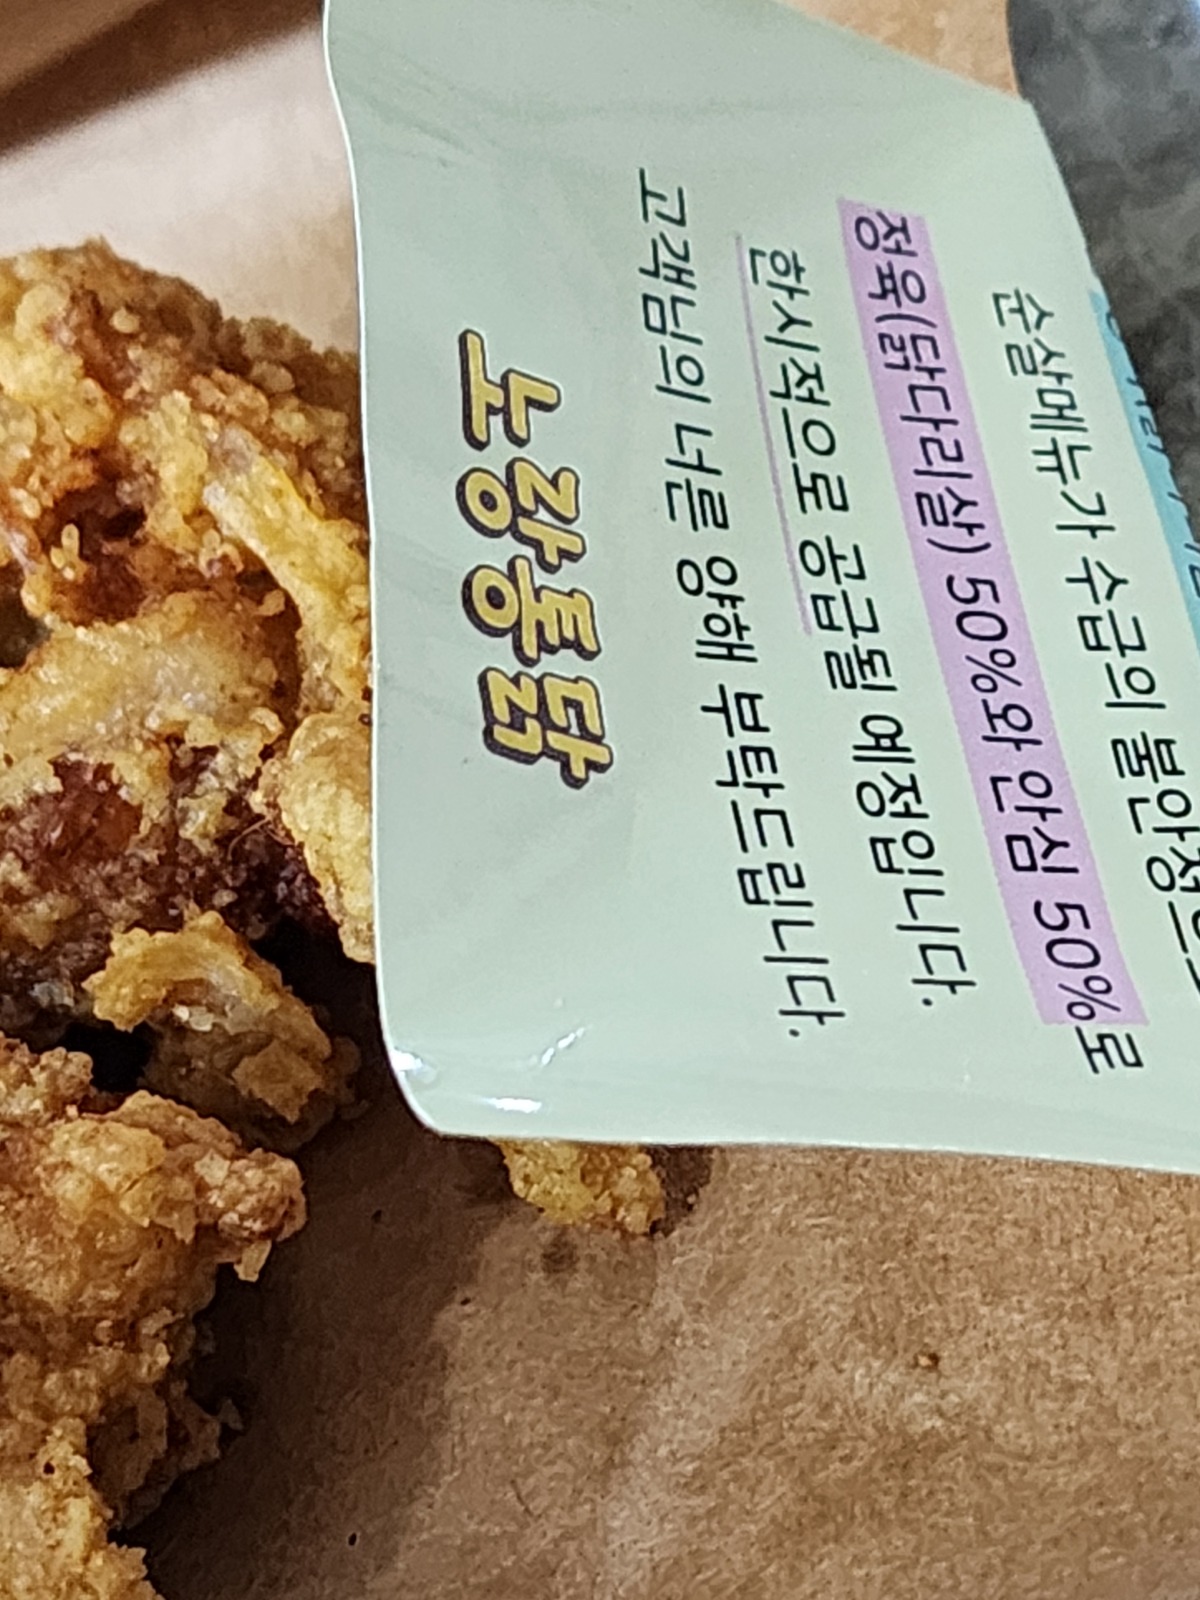 순살메뉴가 수급의 불안정으로
정육(닭다리살) 50%와 안심 50%로
한시적으로 공급될 예정입니다.
고객님의 너른 양해 부탁드립니다.
노랑통닭